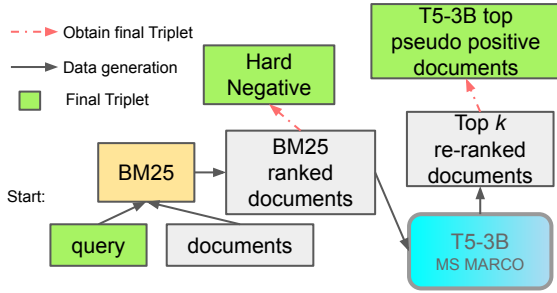 Obtain final Triplet
Data generation
Final Triplet
Hard
Negative
T5-3B top
pseudo positive
documents
BM25
BM25
ranked
documents
Top k
re-ranked
documents
Start:
query
documents
T5-3B
MS MARCO